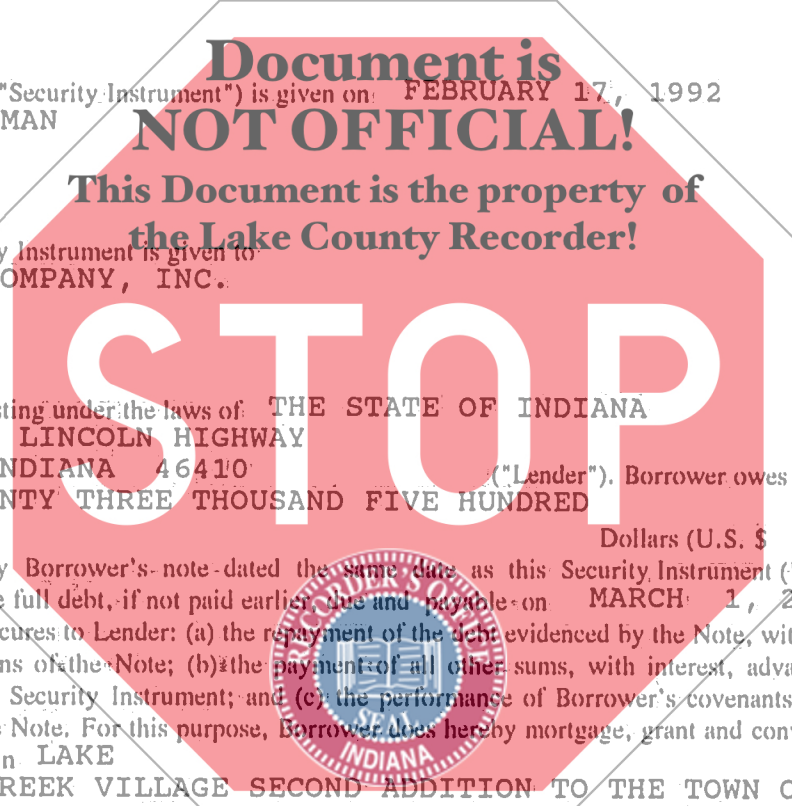 Document is
"Security Instrument") is given on FEBRUARY 17, 1992
MAN
NOT OFFICIAL!
This Document is the property of
the Lake County Recorder!
y Instrument is given to
OMPANY, INC.
STOP
ting under the laws of THE STATE OF INDIANA
LINCOLN HIGHWAY
NDIANA 46410 ("Lender"). Borrower owes
NTY THREE THOUSAND FIVE HUNDRED
Dollars (U.S. $
y Borrower's note dated the same date as this Security Instrument (
e full debt, if not paid earlier, due and payable on MARCH 1, 2
cures to Lender: (a) the repayment of the debt evidenced by the Note, wit
ns of the Note; (b) the payment of all other sums, with interest, adva
Security Instrument; and (c) the performance of Borrower's covenants
e Note. For this purpose, Borrower does hereby mortgage, grant and conv
n LAKE
REEK VILLAGE SECOND ADDITION TO THE TOWN O
RECORDER'S OFFICE
SEAL
INDIANA